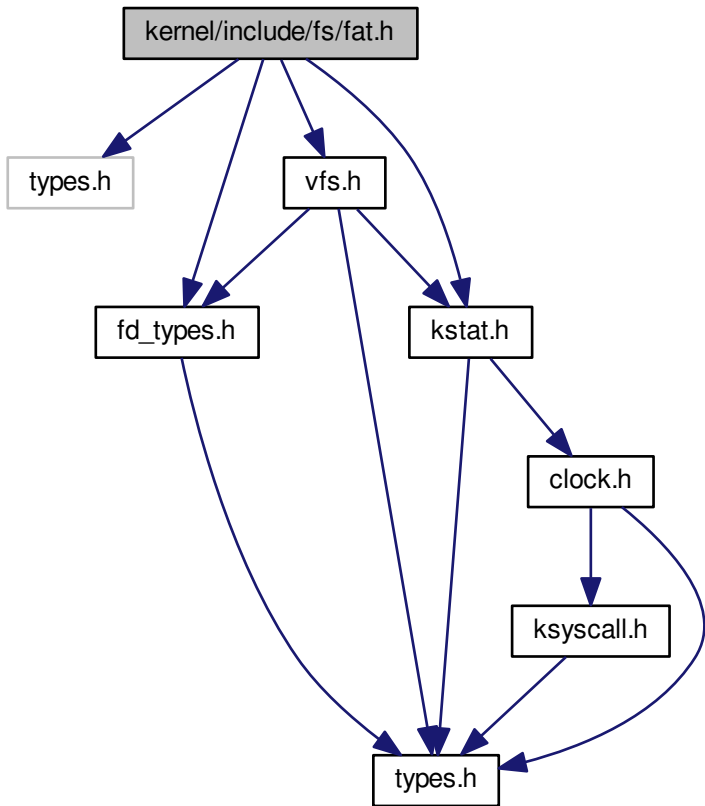 kernel/include/fs/fat.h
types.h
vfs.h
fd_types.h
kstat.h
clock.h
ksyscall.h
types.h